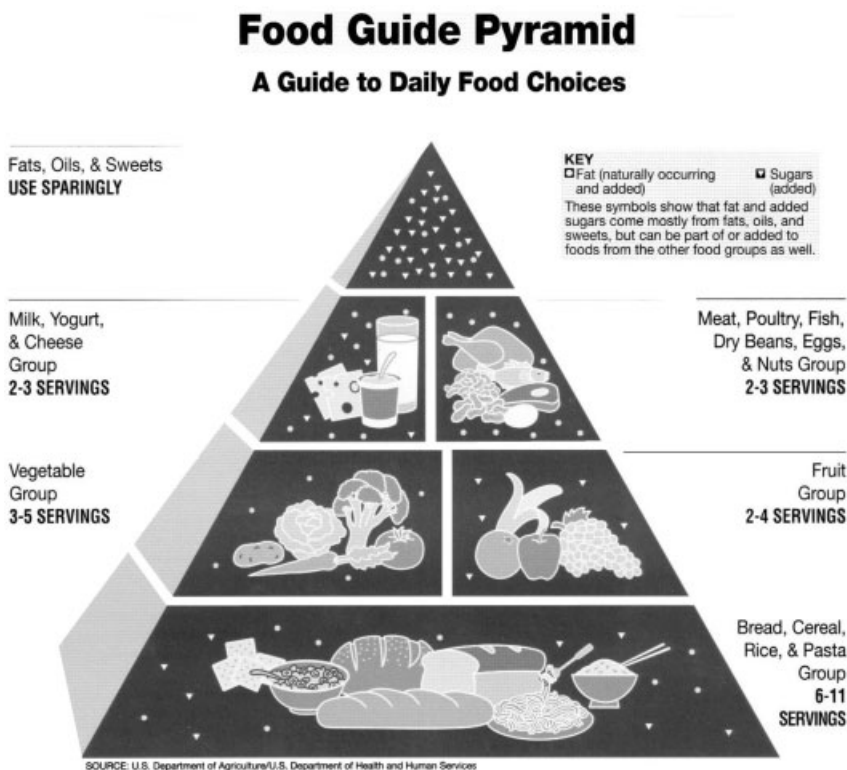 Food Guide Pyramid
A Guide to Daily Food Choices
Fats, Oils, & Sweets
USE SPARINGLY
KEY
Fat (naturally occurring
and added)
Sugars
(added)
These symbols show that fat and added
sugars come mostly from fats, oils, and
sweets, but can be part of or added to
foods from the other food groups as well.
Milk, Yogurt,
& Cheese
Group
2-3 SERVINGS
Meat, Poultry, Fish,
Dry Beans, Eggs,
& Nuts Group
2-3 SERVINGS
Vegetable
Group
3-5 SERVINGS
Fruit
Group
2-4 SERVINGS
Bread, Cereal,
Rice, & Pasta
Group
6-11
SERVINGS
SOURCE: U.S. Department of Agriculture/U.S. Department of Health and Human Services